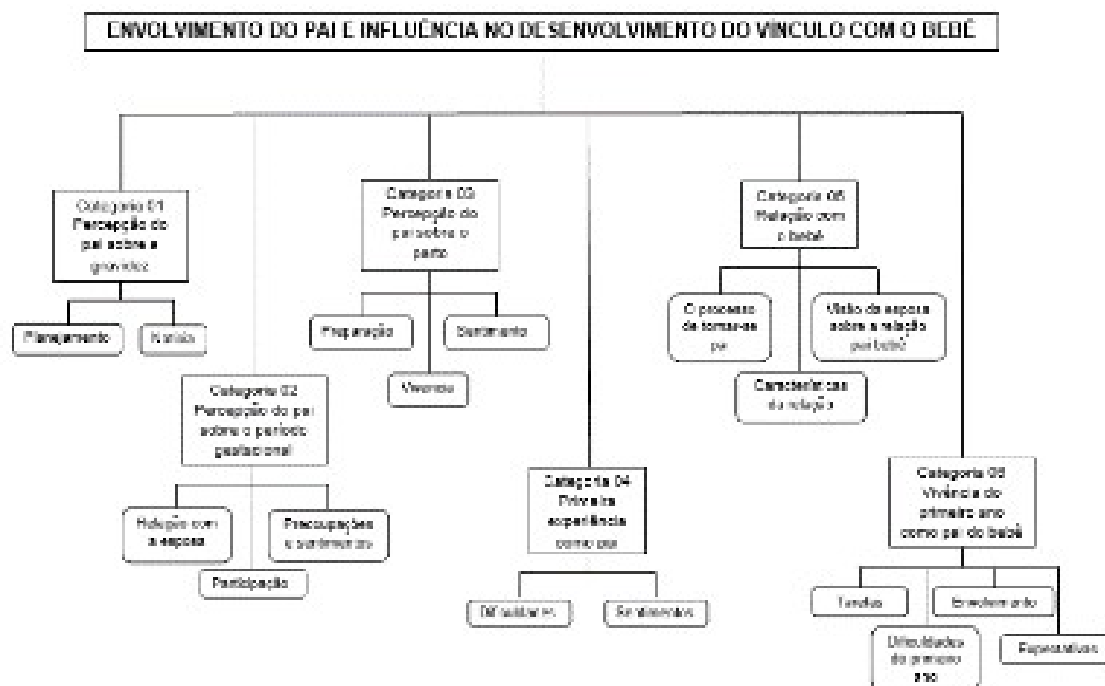 ENVOLVIMENTO DO PAI E INFLUÊNCIA NO DESENVOLVIMENTO DO VÍNCULO COM O BEBÊ
Categoria 01
Percepção do
pai sobre a
gravidez
Planejamento
Notícia
Categoria 02
Percepção do pai
sobre o período
gestacional
Relação com
a esposa
Preocupações
e sentimentos
Participação
Categoria 03
Percepção do
pai sobre o
parto
Preparação
Sentimento
Vivência
Categoria 04
Primeira
experiência
como pai
Dificuldades
Sentimentos
Categoria
Relação com
o bebê
O processo
de tornar-se
pai
Visão da esposa
sobre a relação
pai bebê
Características
da relação
Categoria
Vivência do
primeiro ano
como pai do bebê
Tarefas
Envolvimento
Dificuldades
do primeiro
ano
Expectativas